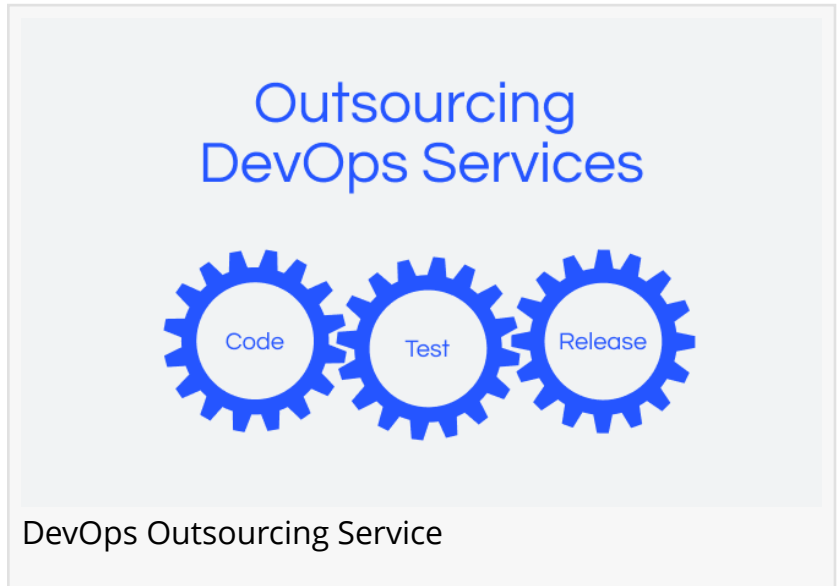 Outsourcing
DevOps Services
Code
Test
Release
DevOps Outsourcing Service